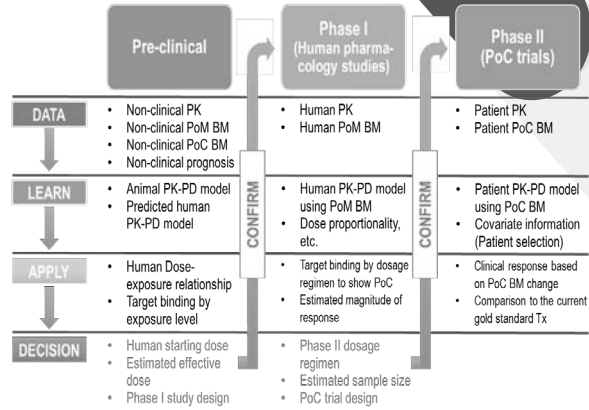 Pre-clinical
Phase I
(Human pharma-
cology studies)
Phase II
(PoC trials)
DATA
• Non-clinical PK
• Non-clinical PoM BM
• Non-clinical PoC BM
• Non-clinical prognosis
• Human PK
• Human PoM BM
• Patient PK
• Patient PoC BM
LEARN
• Animal PK-PD model
• Predicted human
PK-PD model
CONFIRM
• Human PK-PD model
using PoM BM
• Dose proportionality,
etc.
CONFIRM
• Patient PK-PD model
using PoC BM
• Covariate information
(Patient selection)
APPLY
• Human Dose-
exposure relationship
• Target binding by
exposure level
• Target binding by dosage
regimen to show PoC
• Estimated magnitude of
response
• Clinical response based
on PoC BM change
• Comparison to the current
gold standard Tx
DECISION
• Human starting dose
• Estimated effective
dose
• Phase I study design
• Phase II dosage
regimen
• Estimated sample size
• PoC trial design